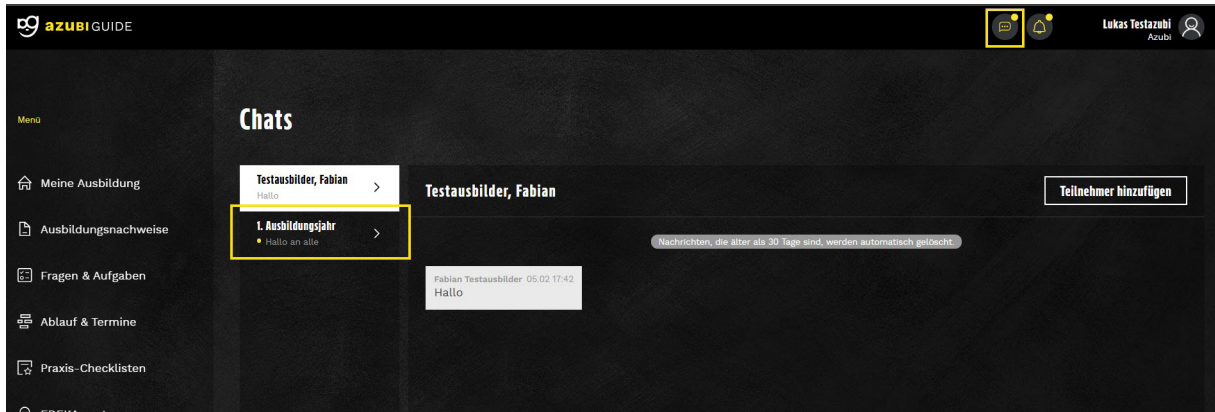 azubiGUIDE
Lukas Testazubi
Azubi
Menü
Chats
Meine Ausbildung
Ausbildungsnachweise
Fragen & Aufgaben
Ablauf & Termine
Praxis-Checklisten
Testausbilder, Fabian
Hallo
1. Ausbildungsjahr
Hallo an alle
Testausbilder, Fabian
Teilnehmer hinzufügen
Nachrichten, die älter als 30 Tage sind, werden automatisch gelöscht.
Fabian Testausbilder 05.02 17:42
Hallo